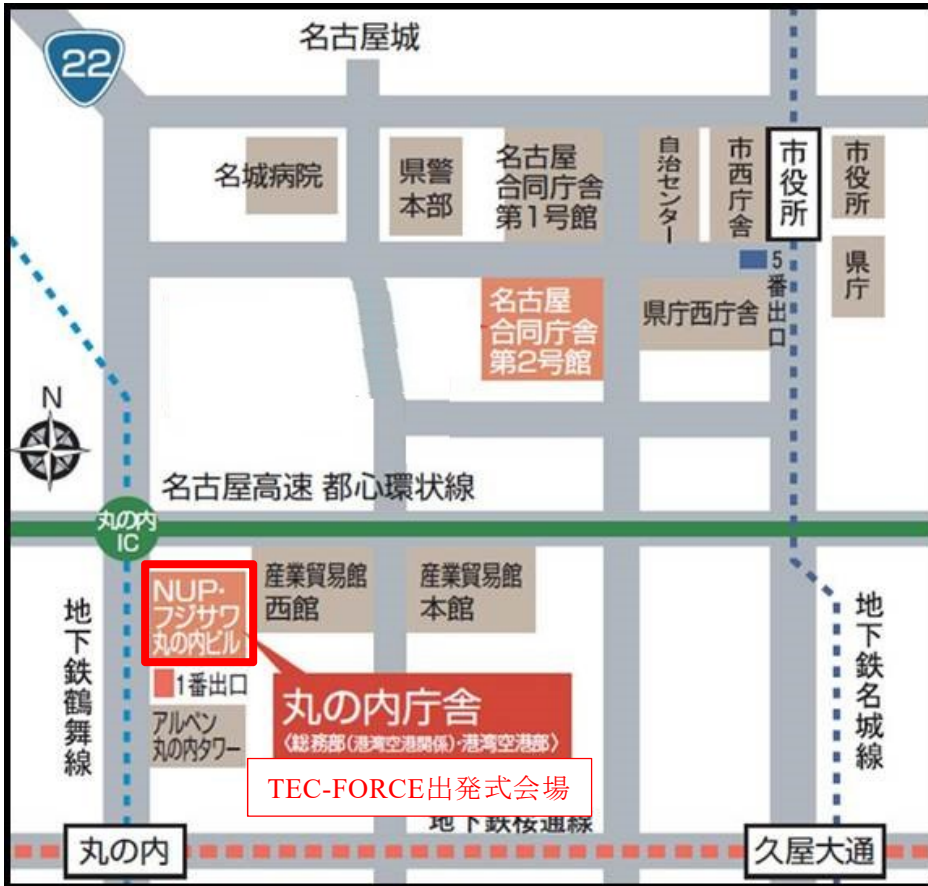 22
名古屋城
名城病院
県警
本部
名古屋
合同庁舎
第1号館
自治センター
市西庁舎
市役所
市役所
県庁
5番出口
名古屋
合同庁舎
第2号館
県庁西庁舎
N
名古屋高速 都心環状線
丸の内
IC
NUP・
フジサワ
丸の内ビル
産業貿易館
西館
産業貿易館
本館
地下鉄鶴舞線
地下鉄名城線
1番出口
アルペン
丸の内タワー
丸の内庁舎
〈総務部(港湾空港関係)・港湾空港部〉
TEC-FORCE出発式会場
地下鉄桜通線
丸の内
久屋大通